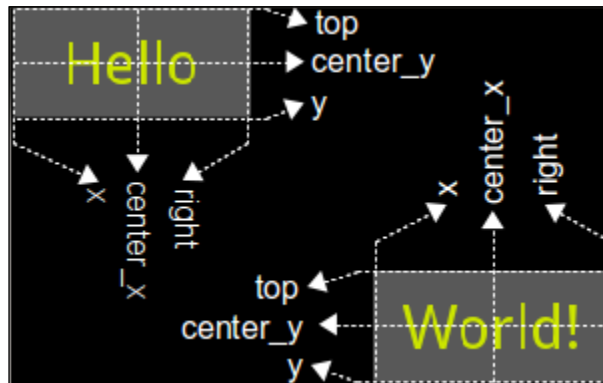 Hello
top
center_y
y
x
center_x
right
x
center_x
right
top
center_y
y
World!